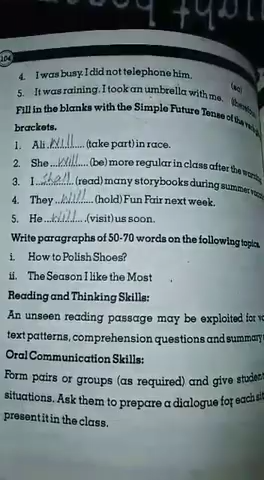 104
4. I was busy. I did not telephone him. (so)
5. It was raining. I took an umbrella with me.
Fill in the blanks with the Simple Future Tense of the
brackets.
1. Ali will (take part) in race.
2. She will (be) more regular in class after the
3. I shall (read) many storybooks during summer
4. They will (hold) Fun Fair next week.
5. He will (visit) us soon.
Write paragraphs of 50-70 words on the following topics.
i. How to Polish Shoes?
ii. The Season I like the Most
Reading and Thinking Skills:
An unseen reading passage may be exploited for
text patterns, comprehension questions and summary
Oral Communication Skills:
Form pairs or groups (as required) and give
situations. Ask them to prepare a dialogue for each
present it in the class.